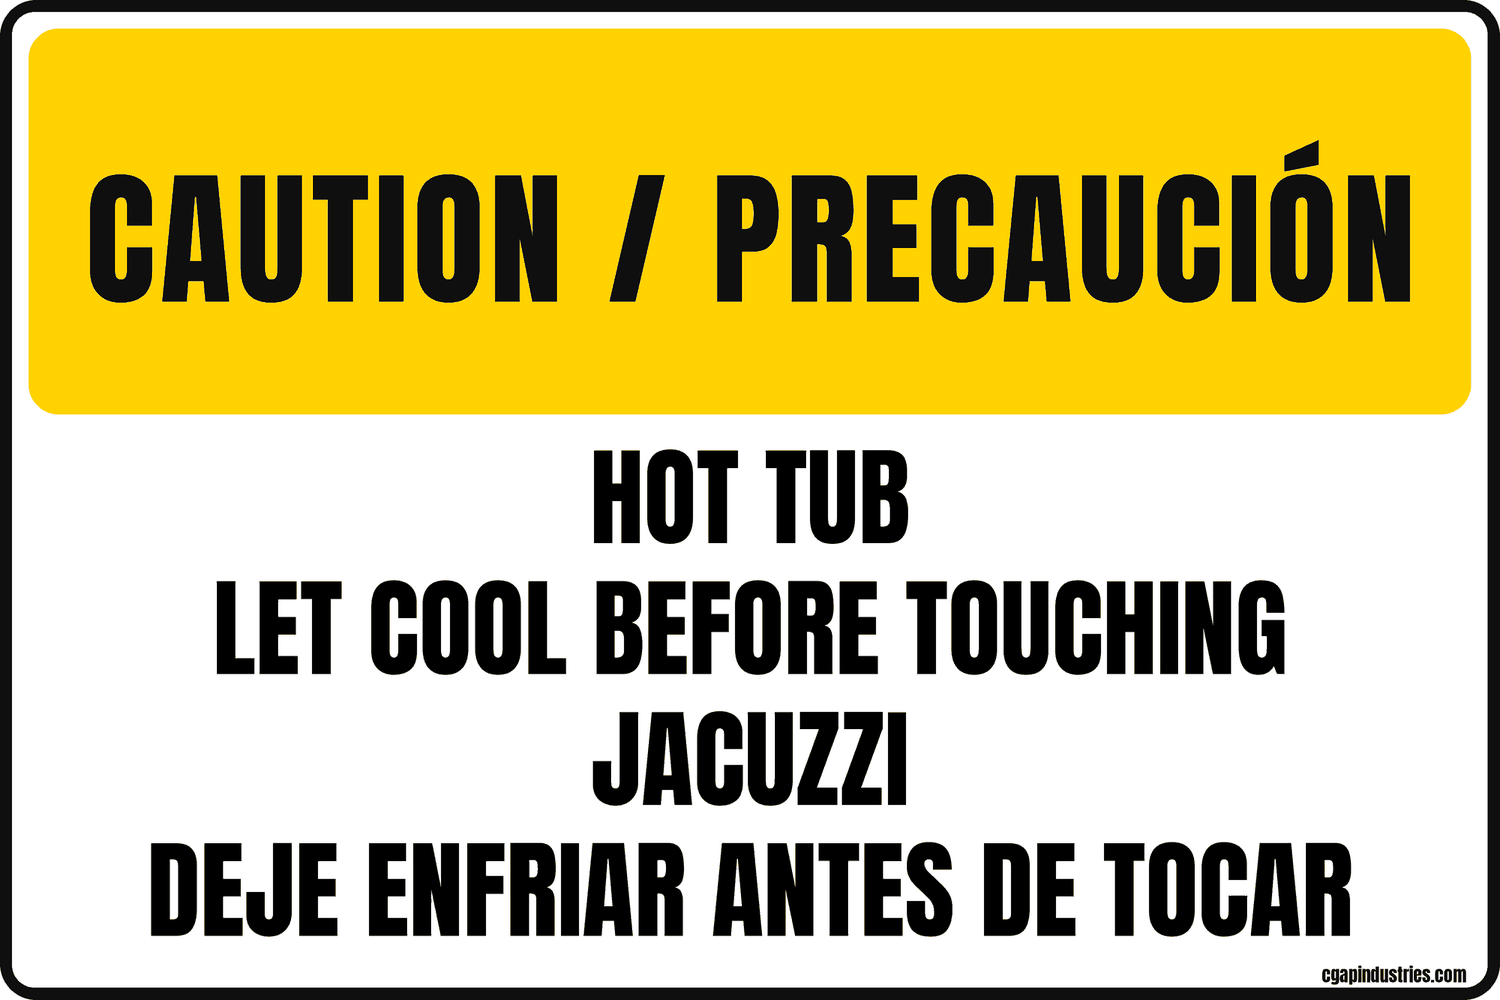 CAUTION / PRECAUCIÓN
HOT TUB
LET COOL BEFORE TOUCHING
JACUZZI
DEJE ENFRIAR ANTES DE TOCAR
cgapindustries.com